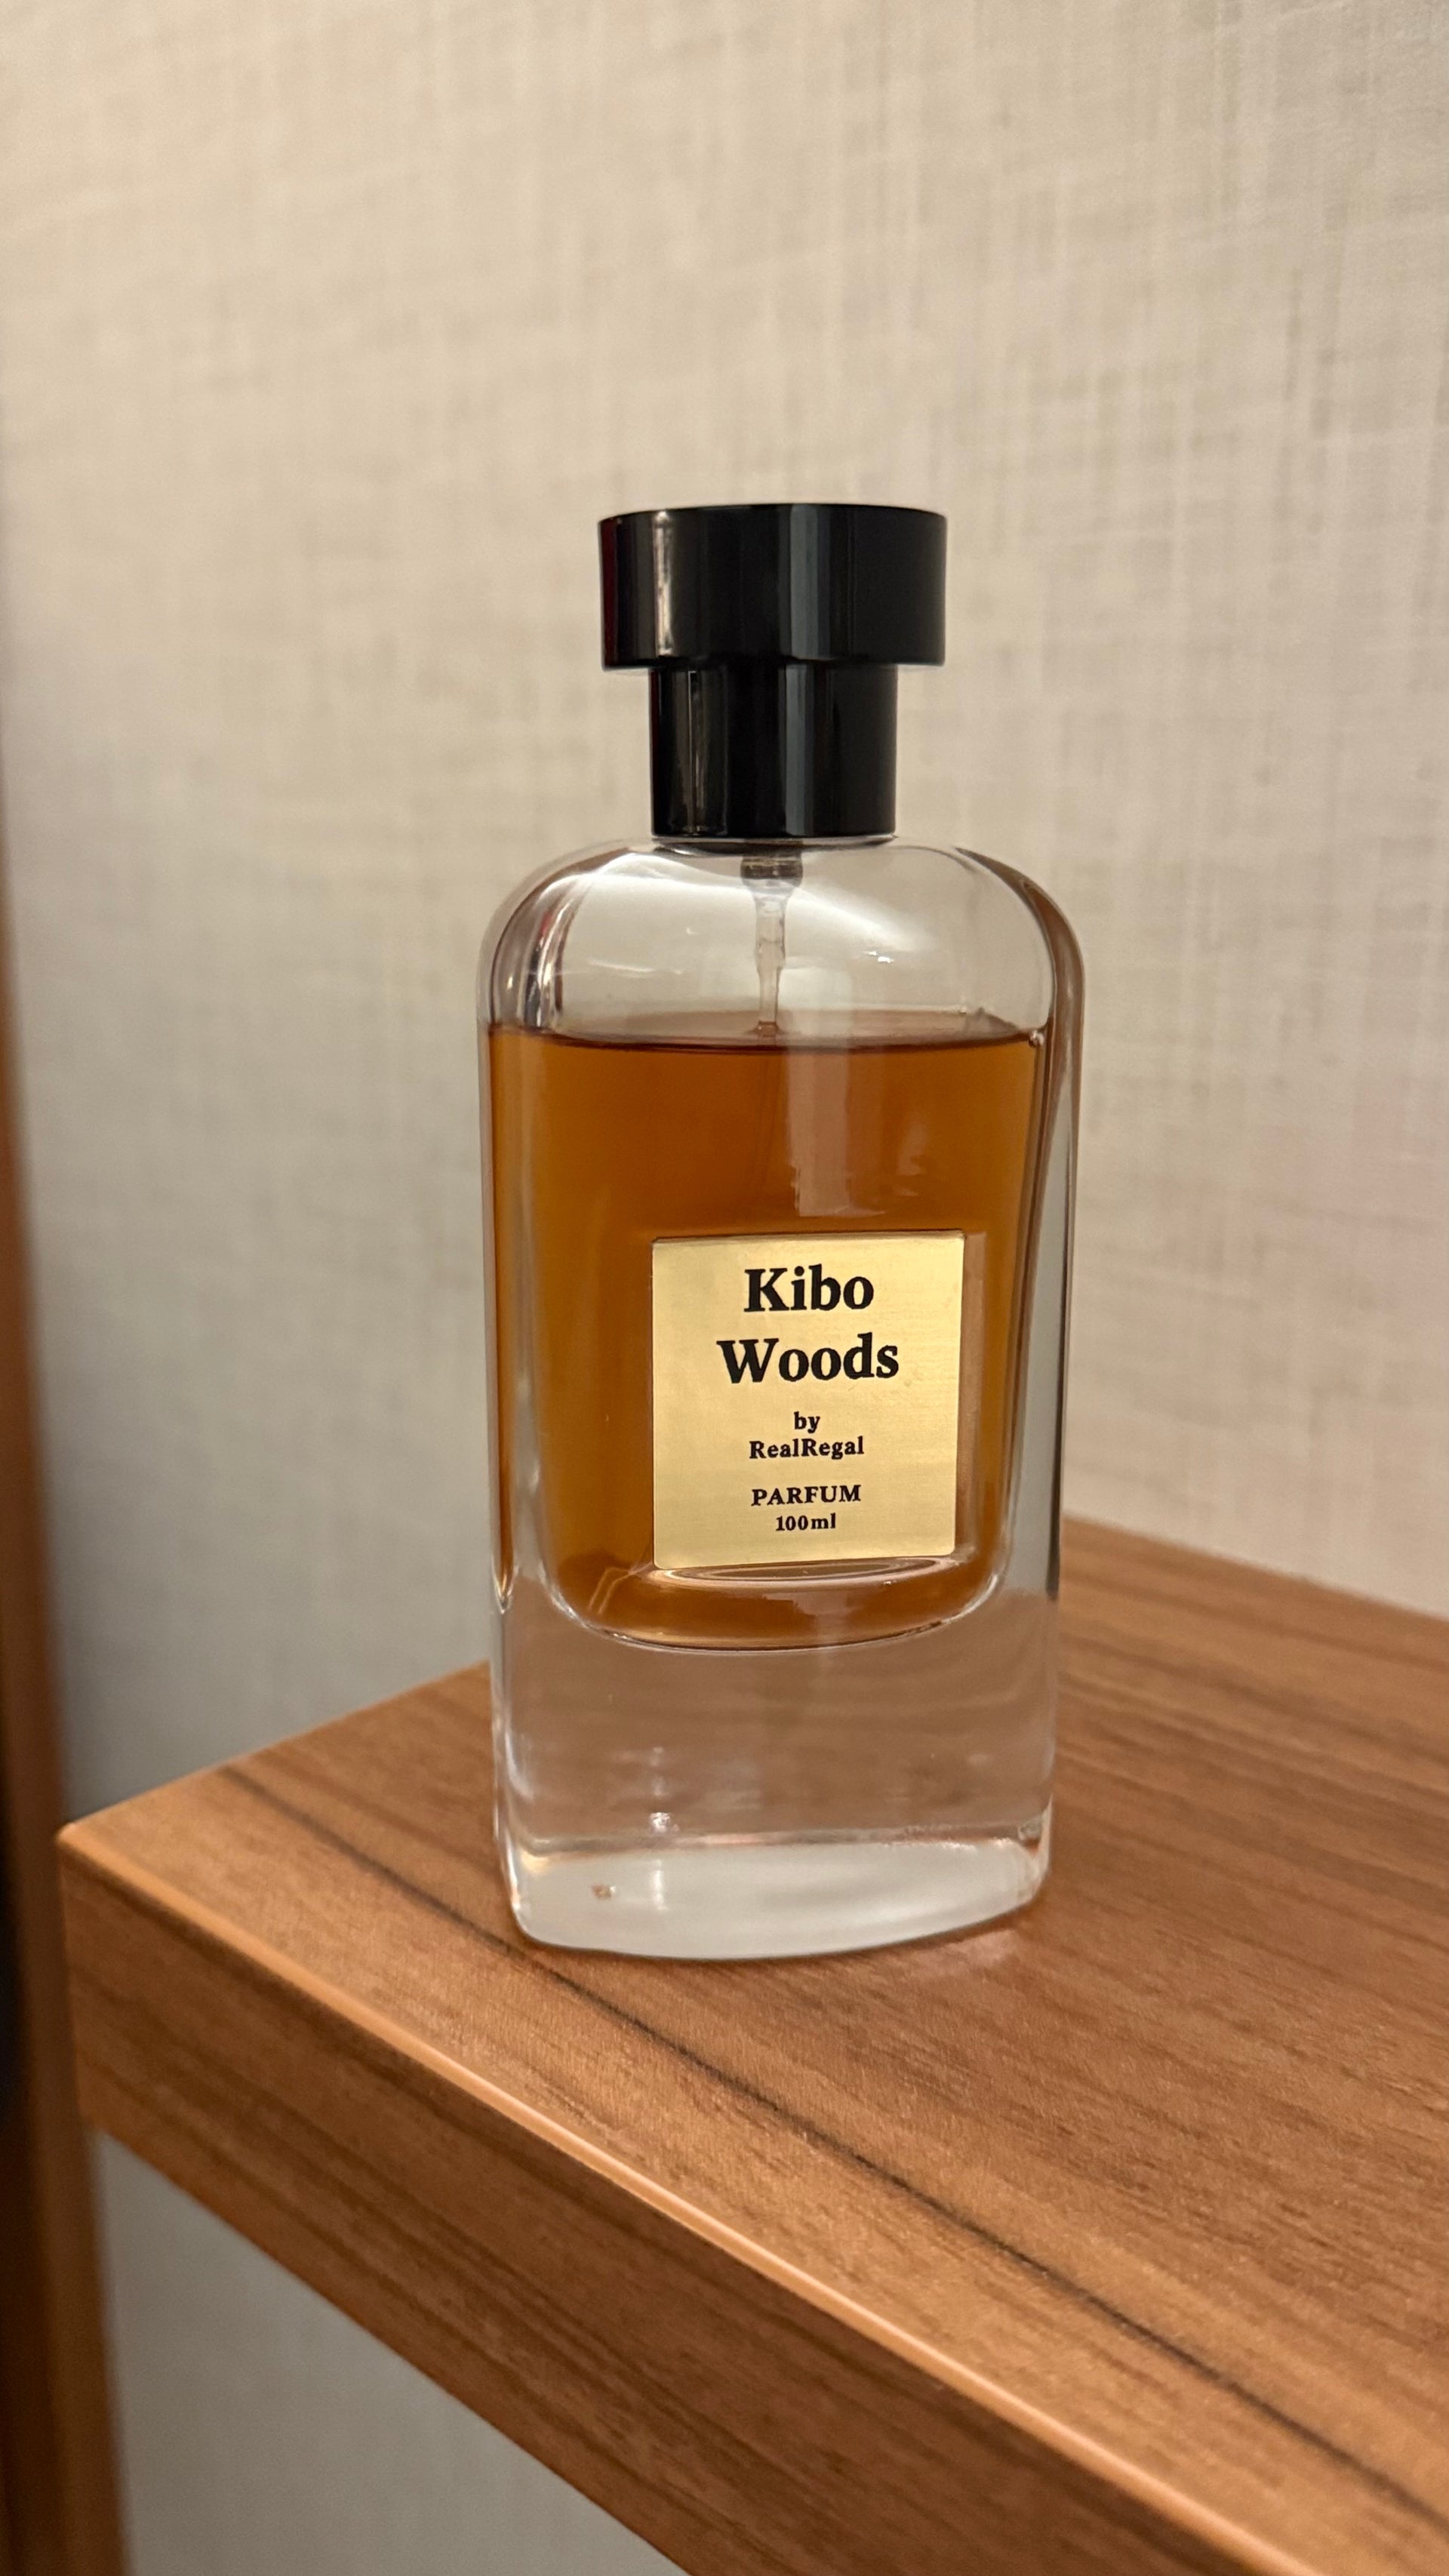 Kibo
Woods
by
RealRegal
PARFUM
100ml